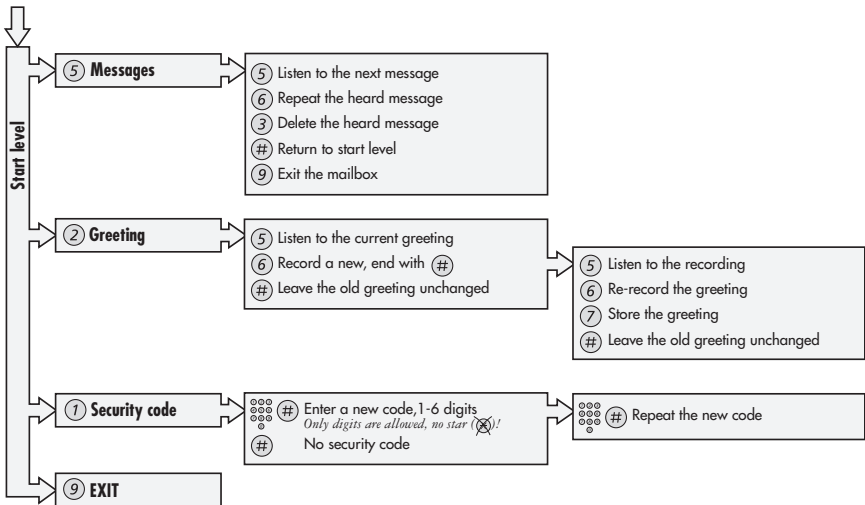 Start level
5 Messages
5 Listen to the next message
6 Repeat the heard message
3 Delete the heard message
# Return to start level
9 Exit the mailbox
2 Greeting
5 Listen to the current greeting
6 Record a new, end with #
# Leave the old greeting unchanged
5 Listen to the recording
6 Re-record the greeting
7 Store the greeting
# Leave the old greeting unchanged
1 Security code
# Enter a new code,1-6 digits
Only digits are allowed, no star (*)!
# No security code
# Repeat the new code
9 EXIT